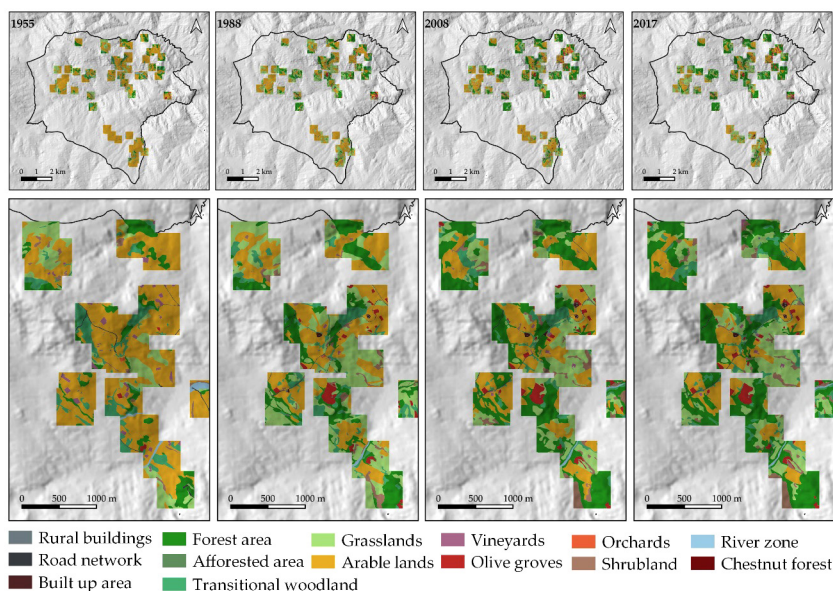 1955 1988 2008 2017
0 1 2 km 0 1 2 km 0 1 2 km 0 1 2 km
0 500 1000 m 0 500 1000 m 0 500 1000 m 0 500 1000 m
Rural buildings Forest area Grasslands Vineyards Orchards River zone
Road network Afforested area Arable lands Olive groves Shrubland Chestnut forest
Built up area Transitional woodland